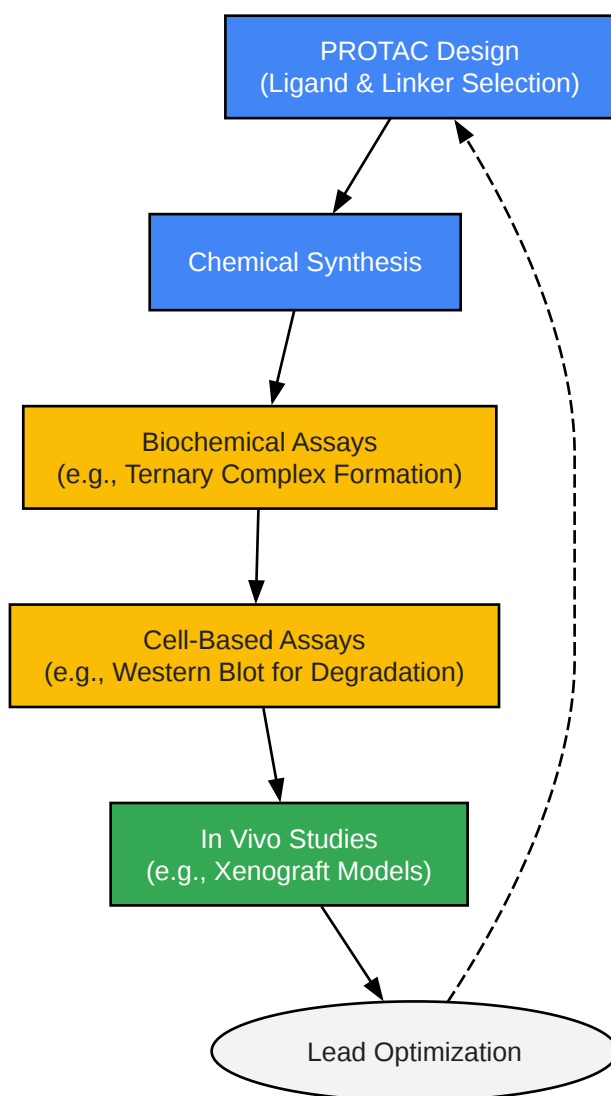 PROTAC Design
(Ligand & Linker Selection)
Chemical Synthesis
Biochemical Assays
(e.g., Ternary Complex Formation)
Cell-Based Assays
(e.g., Western Blot for Degradation)
In Vivo Studies
(e.g., Xenograft Models)
Lead Optimization